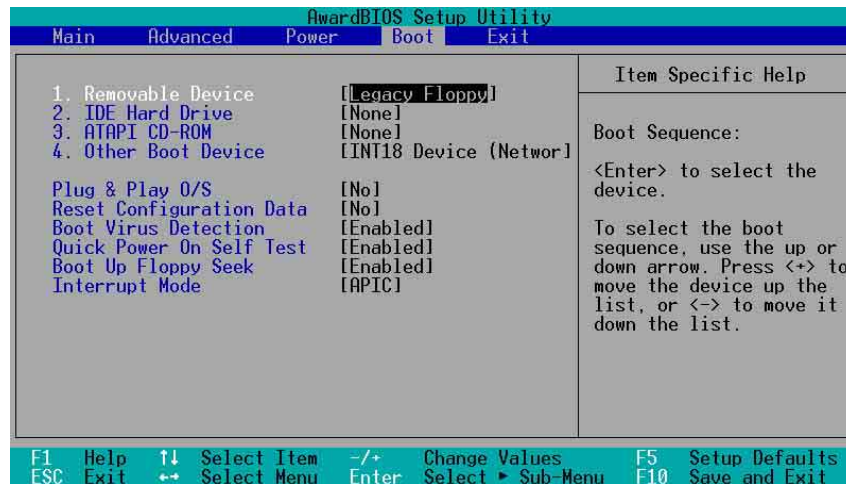 AwardBIOS Setup Utility
Main Advanced Power Boot Exit
1. Removable Device [Legacy Floppy]
2. IDE Hard Drive [None]
3. ATAPI CD-ROM [None]
4. Other Boot Device [INT18 Device (Networ]
Plug & Play O/S [No]
Reset Configuration Data [No]
Boot Virus Detection [Enabled]
Quick Power On Self Test [Enabled]
Boot Up Floppy Seek [Enabled]
Interrupt Mode [APIC]
Item Specific Help
Boot Sequence:
<Enter> to select the
device.
To select the boot
sequence, use the up or
down arrow. Press <+> to
move the device up the
list, or <-> to move it
down the list.
F1 Help ↑↓ Select Item -/+ Change Values F5 Setup Defaults
ESC Exit ←→ Select Menu Enter Select ► Sub-Menu F10 Save and Exit